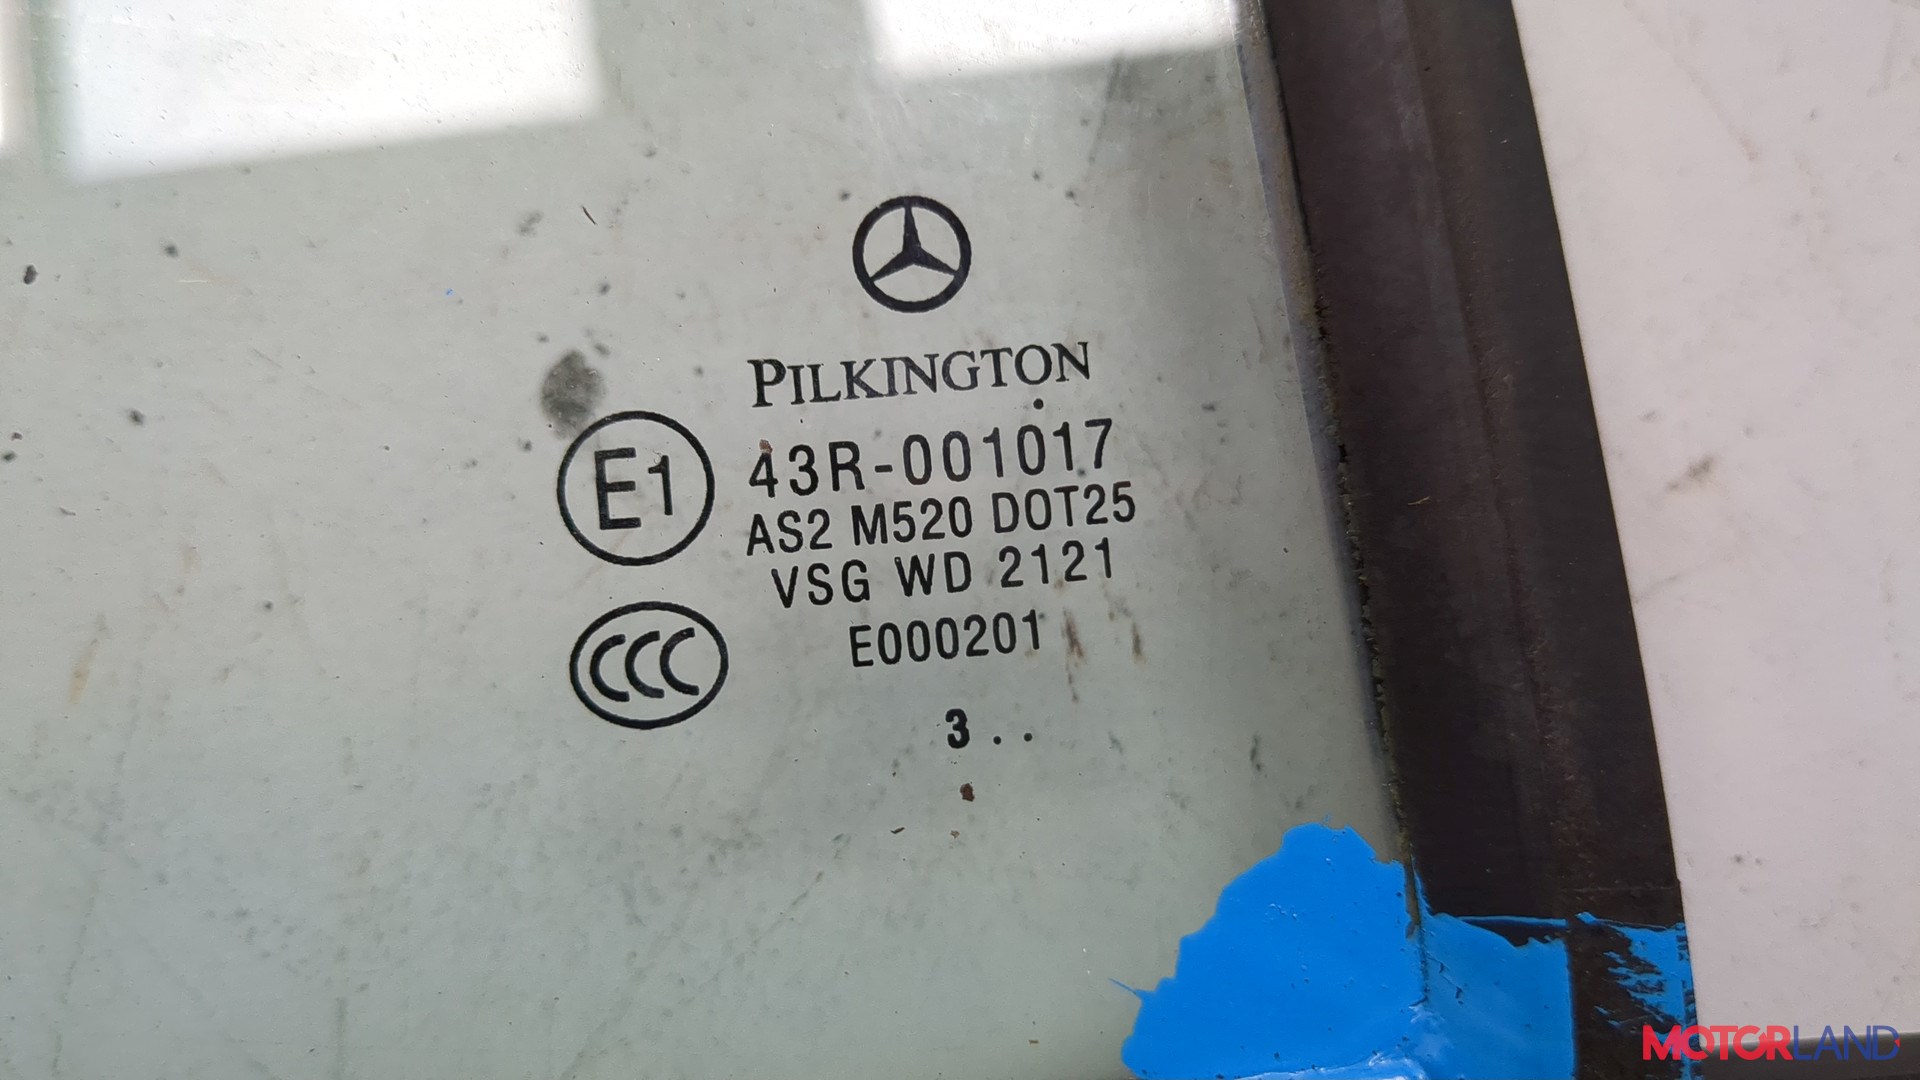 PILKINGTON
E1
43R-001017
AS2 M520 DOT25
VSG WD 2121
E000201
CCC
3 . .
MOTORLAND